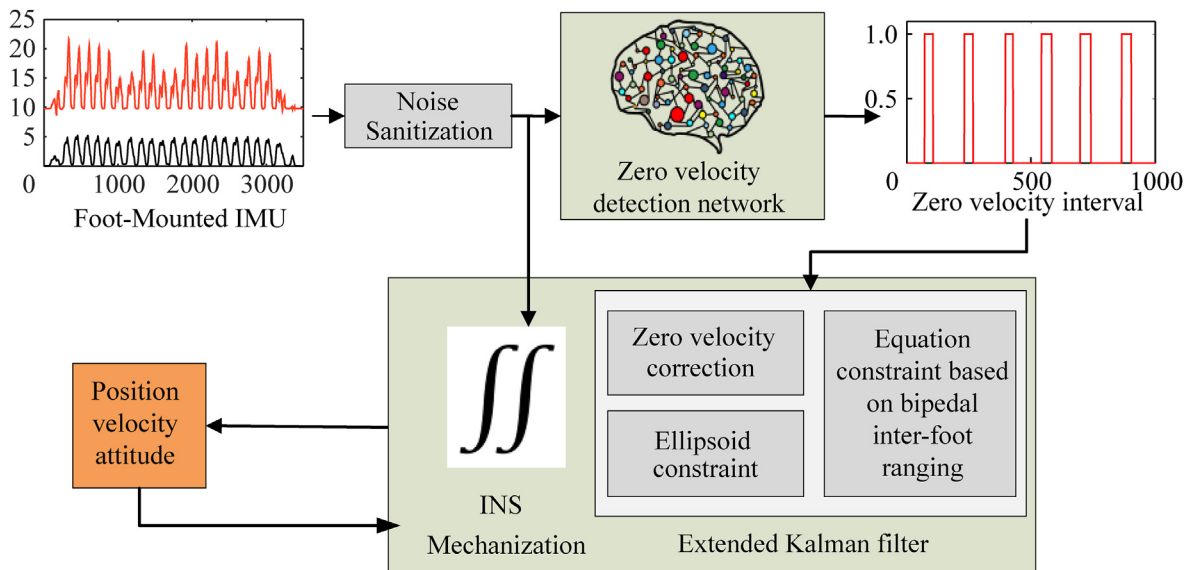 25
20
15
10
5
0
1000 2000 3000
Foot-Mounted IMU
Noise
Sanitization
Zero velocity
detection network
1.0
0.5
0
500
1000
Zero velocity interval
Zero velocity
correction
Ellipsoid
constraint
Equation
constraint based
on bipedal
inter-foot
ranging
Position
velocity
attitude
INS
Mechanization
Extended Kalman filter